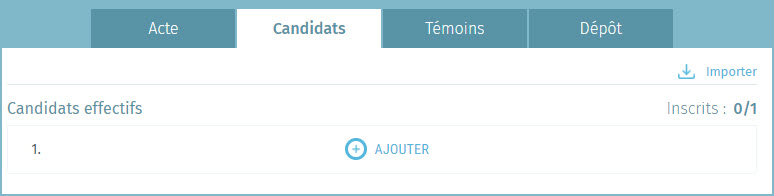 Acte Candidats Témoins Dépôt
Importer
Candidats effectifs Inscrits : 0/1
1. AJOUTER